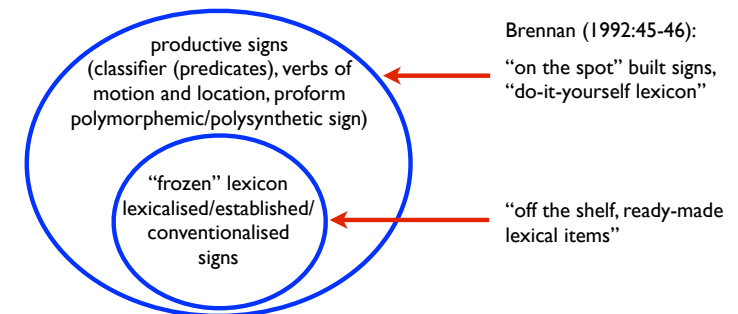 productive signs
(classifier (predicates), verbs of
motion and location, proform
polymorphemic/polysynthetic sign)
“frozen” lexicon
lexicalised/established/
conventionalised
signs
Brennan (1992:45-46):
“on the spot” built signs,
“do-it-yourself lexicon”
“off the shelf, ready-made
lexical items”